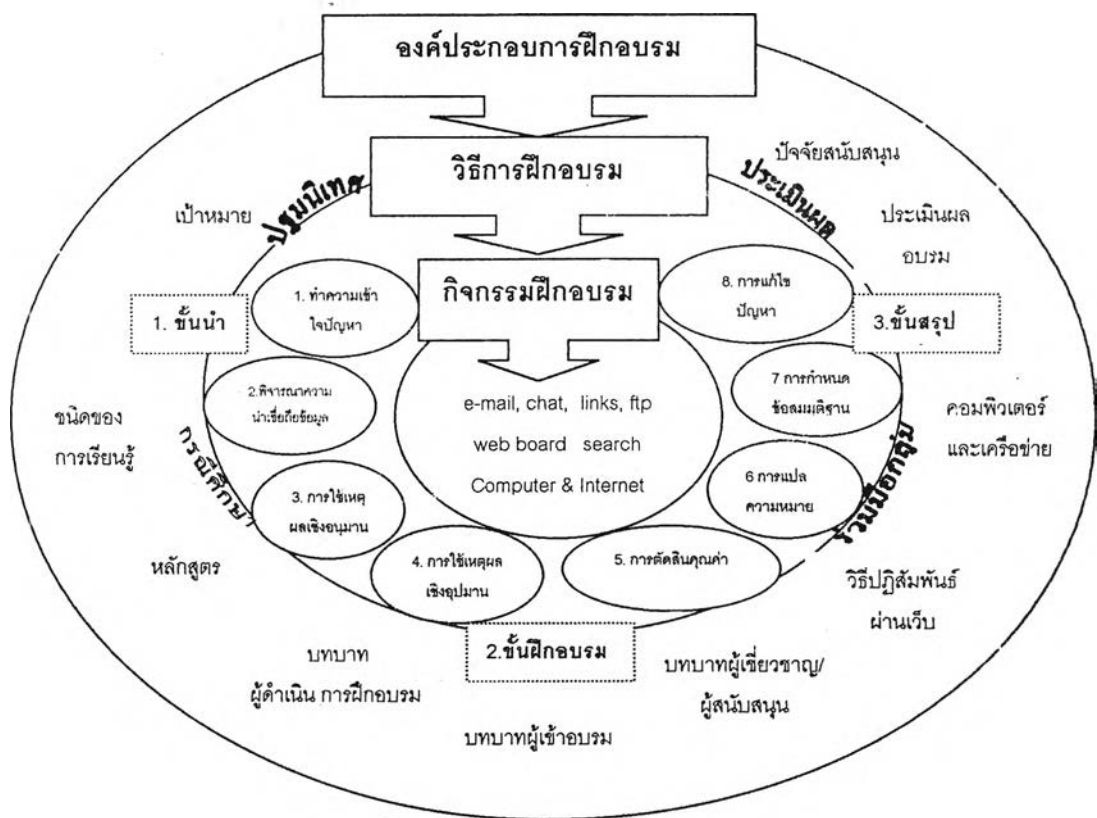 องค์ประกอบการฝึกอบรม
วิธีการฝึกอบรม
กิจกรรมฝึกอบรม
ปัจจัยสนับสนุน
ปฐมนิเทศ
ประเมินผล
เป้าหมาย
ประเมินผล
อบรม
1. ขั้นนำ
1. ทำความเข้า
ใจปัญหา
8. การแก้ไข
ปัญหา
3.ขั้นสรุป
2.พิจารณาความ
น่าเชื่อถือข้อมูล
7 การกำหนด
ข้อสมมติฐาน
e-mail, chat, links, ftp
web board search
Computer & Internet
ชนิดของ
การเรียนรู้
คอมพิวเตอร์
และเครือข่าย
กรณีศึกษา
ร่วมมือกลุ่ม
3. การใช้เหตุ
ผลเชิงอนุมาน
6 การแปล
ความหมาย
4. การใช้เหตุผล
เชิงอุปมาน
5. การตัดสินคุณค่า
หลักสูตร
วิธีปฏิสัมพันธ์
ผ่านเว็บ
2.ขั้นฝึกอบรม
บทบาท
ผู้ดำเนิน การฝึกอบรม
บทบาทผู้เชี่ยวชาญ/
ผู้สนับสนุน
บทบาทผู้เข้าอบรม